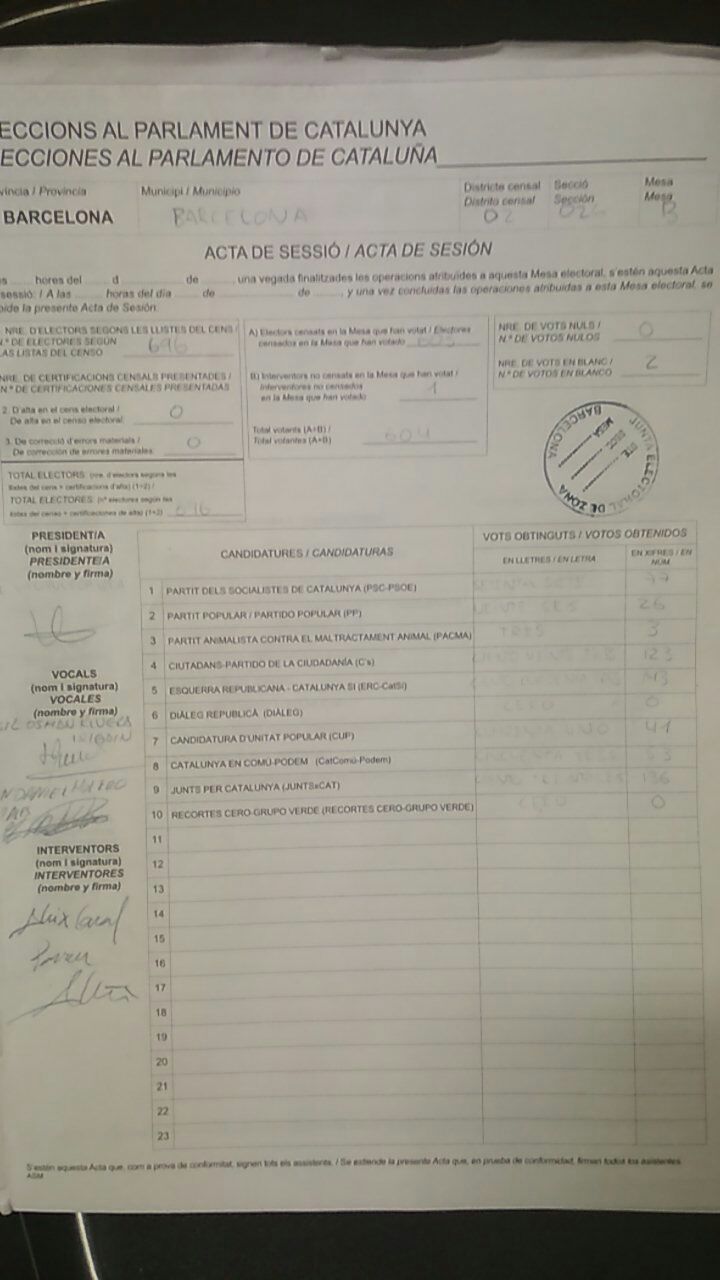 ECCIONS AL PARLAMENT DE CATALUNYA
ECCIONES AL PARLAMENTO DE CATALUÑA
víncia / Provincia Municipi / Municipio Districte censal Secció Mesa
Distrito censal Sección Mesa
BARCELONA BARCELONA 02 B
ACTA DE SESSIÓ / ACTA DE SESIÓN
hores del d de una vegada finalitzades les operacions atribuïdes a aquesta Mesa electoral, s'estén aquesta Acta
sessió: / A las horas del día de de y una vez concluidas las operaciones atribuidas a esta Mesa electoral, se
ide la presente Acta de Sesión:
NRE. D'ELECTORS SEGONS LES LLISTES DEL CENS /
N.º DE ELECTORES SEGÚN
LAS LISTAS DEL CENSO 696
NRE. DE CERTIFICACIONS CENSALS PRESENTADES /
N.º DE CERTIFICACIONES CENSALES PRESENTADAS
2. D'alta en el cens electoral /
De alta en el censo electoral: 0
3. De correcció d'errors materials /
De corrección de errores materiales: 0
TOTAL ELECTORS: (nre. d'electors segons les
llistes del cens + certificacions d'alta) (1+2) /
TOTAL ELECTORES: (nº electores según las
listas del censo + certificaciones de alta) (1+2) 696
A) Electors censats en la Mesa que han votat / Electores
censados en la Mesa que han votado 603
B) Interventors no censats en la Mesa que han votat /
Interventores no censados
en la Mesa que han votado 1
Total votants (A+B) /
Total votantes (A+B) 604
NRE. DE VOTS NULS /
N.º DE VOTOS NULOS 0
NRE. DE VOTS EN BLANC /
N.º DE VOTOS EN BLANCO 2
JUNTA ELECTORAL DE ZONA
BARCELONA
DTE.
SECC.
MESA
PRESIDENT/A
(nom i signatura)
PRESIDENTE/A
(nombre y firma)
VOCALS
(nom i signatura)
VOCALES
(nombre y firma)
INTERVENTORS
(nom i signatura)
INTERVENTORES
(nombre y firma)
CANDIDATURES / CANDIDATURAS VOTS OBTINGUTS / VOTOS OBTENIDOS
EN LLETRES / EN LETRA EN XIFRES / EN NÚM
1 PARTIT DELS SOCIALISTES DE CATALUNYA (PSC-PSOE) 77
2 PARTIT POPULAR / PARTIDO POPULAR (PP) 26
3 PARTIT ANIMALISTA CONTRA EL MALTRACTAMENT ANIMAL (PACMA) TRES 3
4 CIUTADANS-PARTIDO DE LA CIUDADANÍA (C's) 123
5 ESQUERRA REPUBLICANA - CATALUNYA SÍ (ERC-CatSí) 143
6 DIÀLEG REPUBLICÀ (DIÀLEG) 0
7 CANDIDATURA D'UNITAT POPULAR (CUP) 41
8 CATALUNYA EN COMÚ-PODEM (CatComú-Podem) 53
9 JUNTS PER CATALUNYA (JUNTSxCAT) 136
10 RECORTES CERO-GRUPO VERDE (RECORTES CERO-GRUPO VERDE) CERO 0
11
12
13
14
15
16
17
18
19
20
21
22
23
S'estén aquesta Acta que, com a prova de conformitat, signen tots els assistents. / Se extiende la presente Acta que, en prueba de conformidad, firman todos los asistentes.